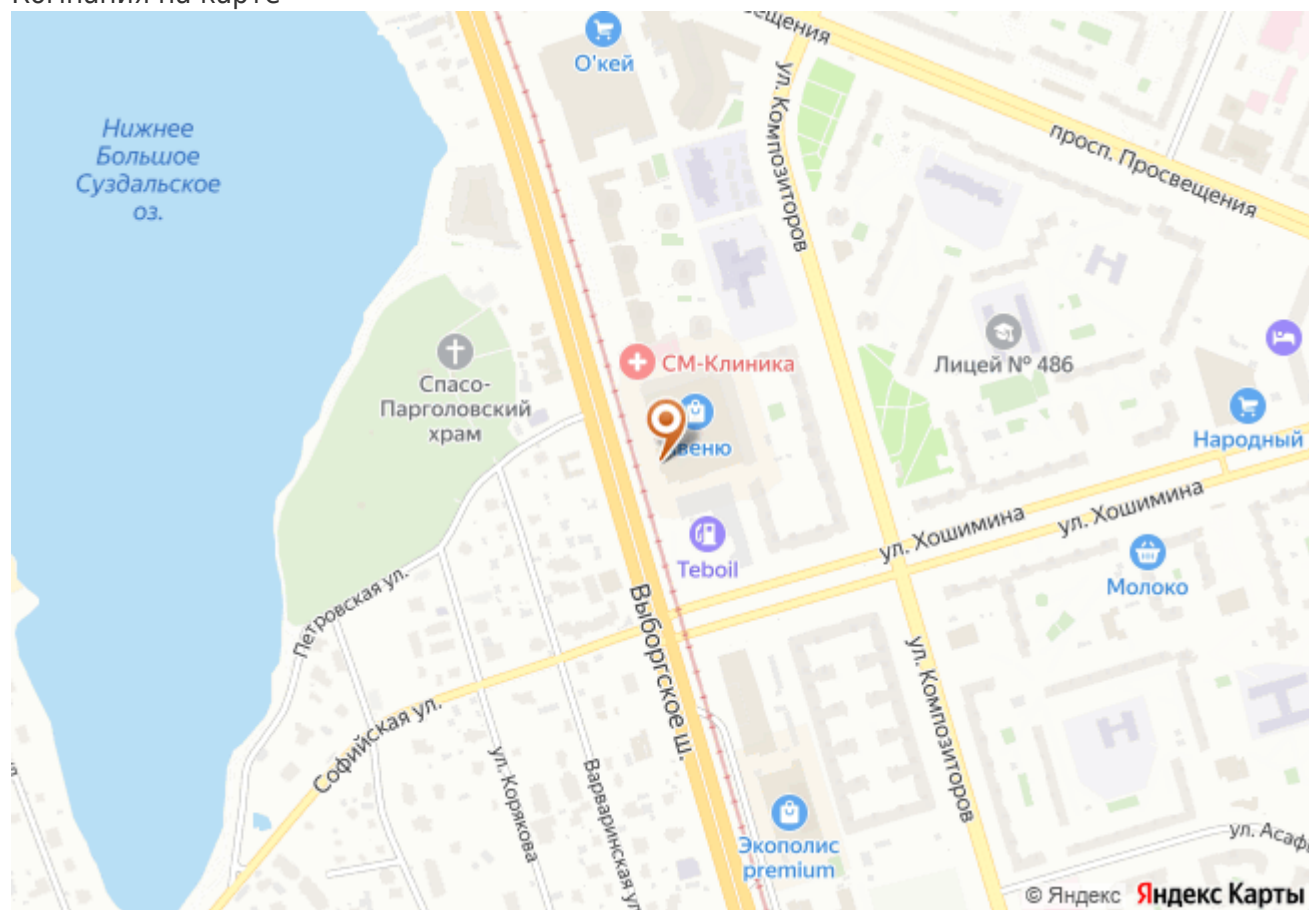 Компания на карте
О'кей
ул. Композиторов
просп. Просвещения
Нижнее
Большое
Суздальское
оз.
СМ-Клиника
Лицей № 486
Спасо-
Парголовский
храм
Народный
ул. Хошимина
ул. Хошимина
Teboil
Молоко
Петровская ул.
Выборгское ш.
ул. Композиторов
Софийская ул.
ул. Корякова
Варваринская ул
Экополис
premium
ул. Асаф
© Яндекс Яндекс Карты